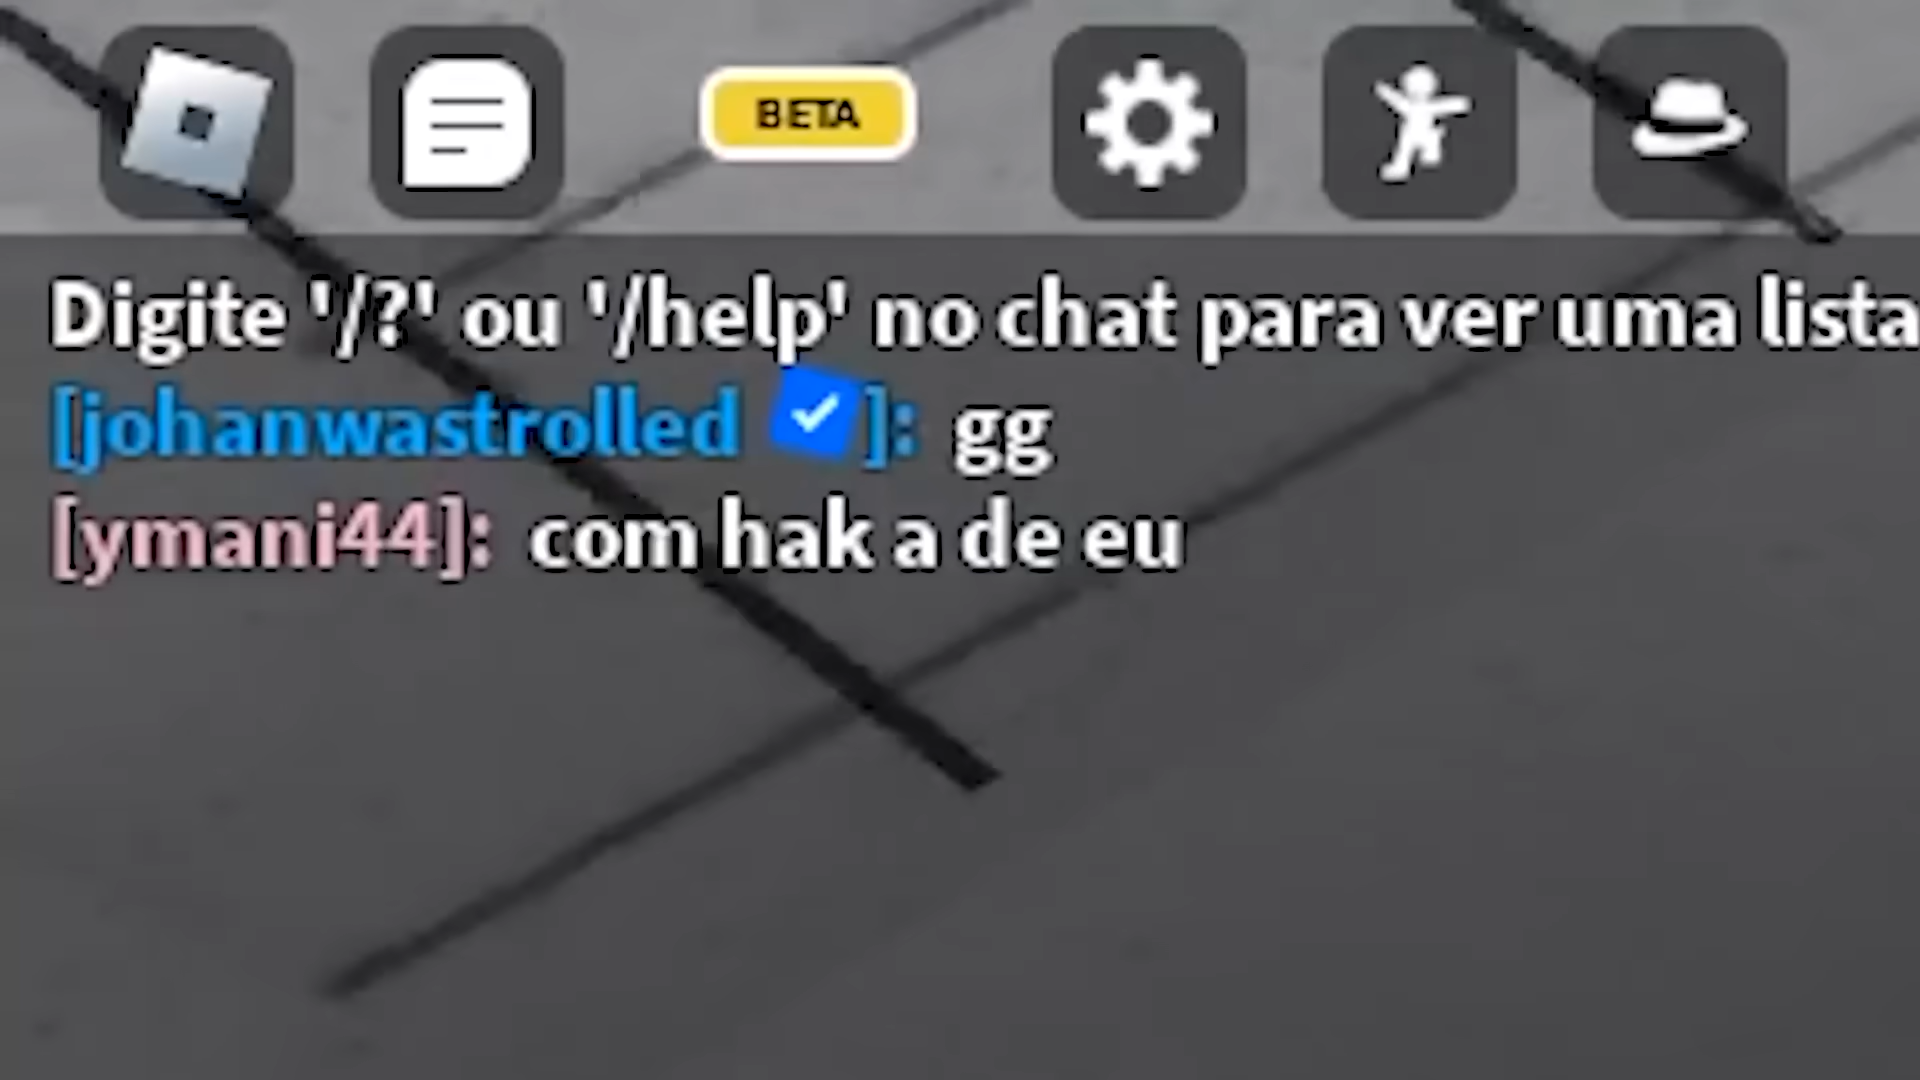 BETA
Digite '/?' ou '/help' no chat para ver uma lista
[johanwastrolled ]: gg
[ymani44]: com hak a de eu